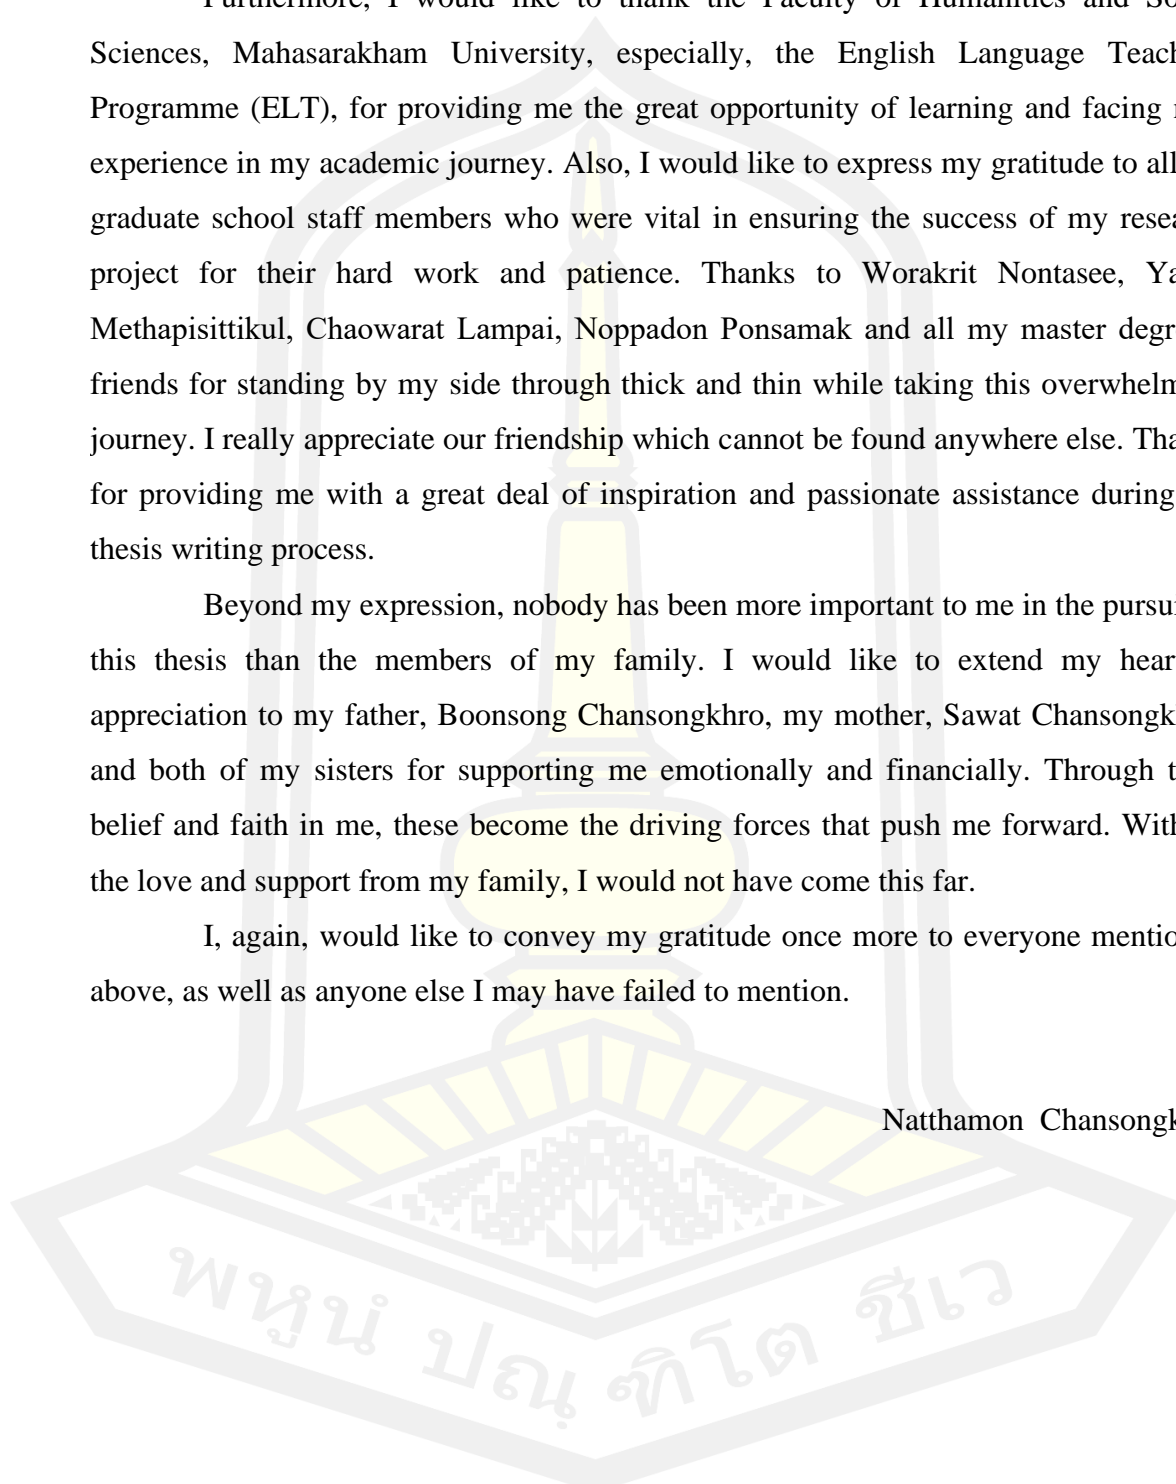 Furthermore, I would like to thank the Faculty of Humanities and So
Sciences, Mahasarakham University, especially, the English Language Teach
Programme (ELT), for providing me the great opportunity of learning and facing
experience in my academic journey. Also, I would like to express my gratitude to all
graduate school staff members who were vital in ensuring the success of my resea
project for their hard work and patience. Thanks to Worakrit Nontasee, Ya
Methapisittikul, Chaowarat Lampai, Noppadon Ponsamak and all my master degr
friends for standing by my side through thick and thin while taking this overwhelm
journey. I really appreciate our friendship which cannot be found anywhere else. Tha
for providing me with a great deal of inspiration and passionate assistance during
thesis writing process.
Beyond my expression, nobody has been more important to me in the pursui
this thesis than the members of my family. I would like to extend my hear
appreciation to my father, Boonsong Chansongkhro, my mother, Sawat Chansongk
and both of my sisters for supporting me emotionally and financially. Through t
belief and faith in me, these become the driving forces that push me forward. With
the love and support from my family, I would not have come this far.
I, again, would like to convey my gratitude once more to everyone mentio
above, as well as anyone else I may have failed to mention.
Natthamon Chansongk
พหูนํ ปณฺฑิโต ชีเว